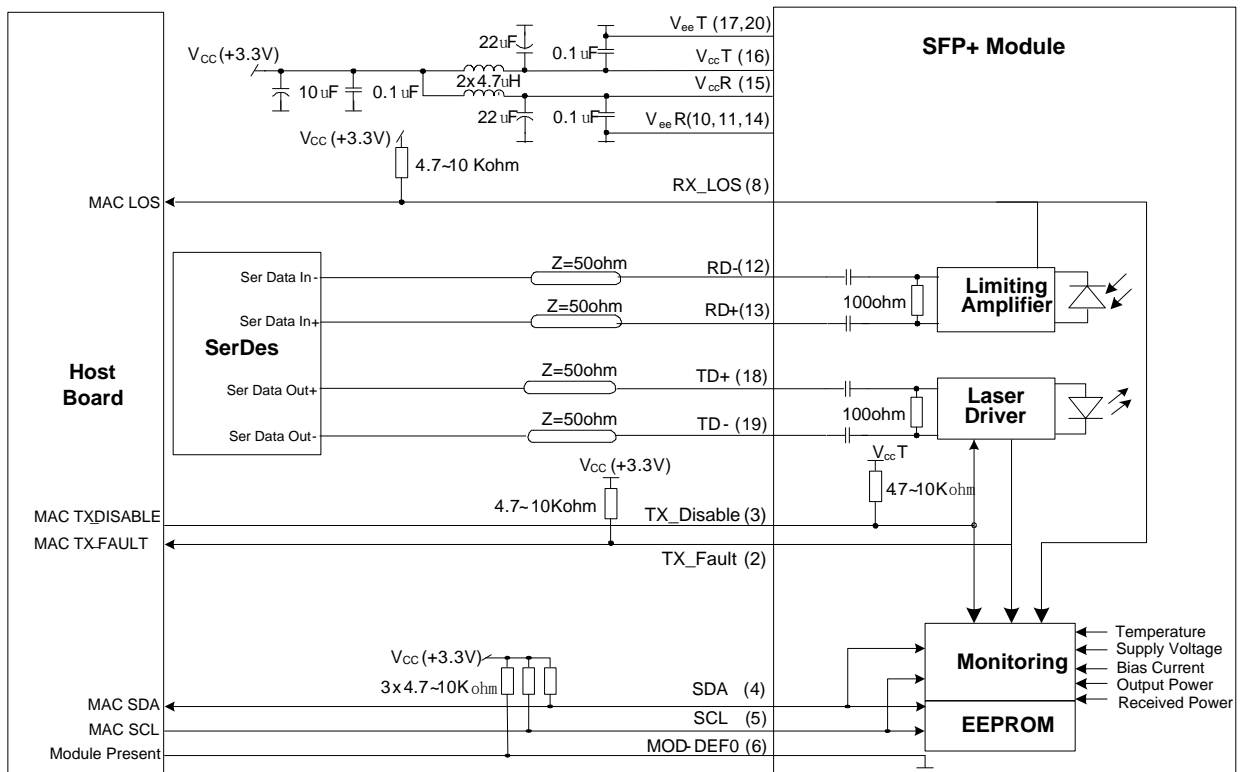 VeeT (17,20)
SFP+ Module
22uF
0.1 uF
VccT (16)
VCC (+3.3V)
2x4.7uH
VccR (15)
10uF
0.1uF
22uF
0.1 uF
VeeR(10,11,14)
VCC (+3.3V)
4.7~10 Kohm
RX_LOS (8)
MAC LOS
Z=50ohm
RD-(12)
Ser Data In-
Limiting
Amplifier
100ohm
Z=50ohm
RD+(13)
Ser Data In+
SerDes
Host
Board
Z=50ohm
TD+ (18)
Ser Data Out+
Laser
Driver
100ohm
Z=50ohm
TD- (19)
Ser Data Out-
VccT
VCC (+3.3V)
4.7~10Kohm
4.7~10Kohm
MAC TXDISABLE
TX_Disable (3)
MAC TX-FAULT
TX_Fault (2)
Temperature
Supply Voltage
VCC (+3.3V)
Monitoring
Bias Current
3x4.7~10Kohm
SDA (4)
Output Power
Received Power
MAC SDA
SCL (5)
EEPROM
MAC SCL
MOD-DEF0 (6)
Module Present